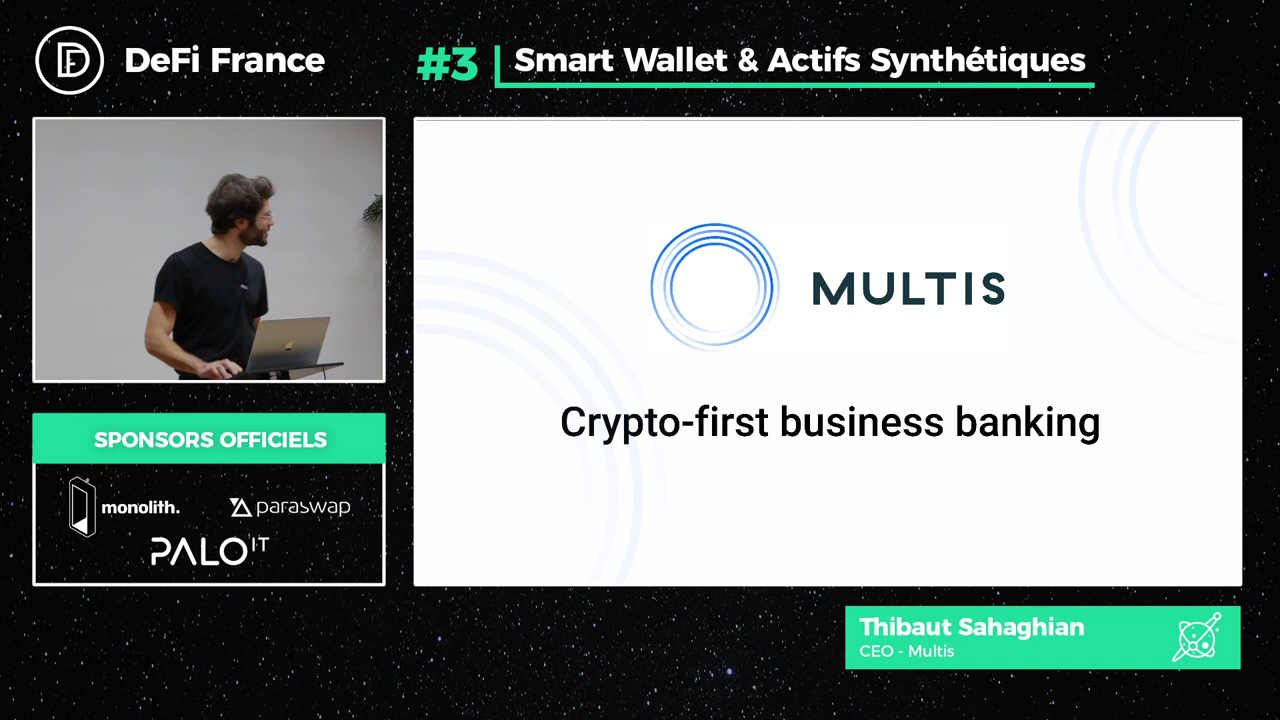 DeFi France
#3 Smart Wallet & Actifs Synthétiques
MULTIS
Crypto-first business banking
SPONSORS OFFICIELS
monolith.
paraswap
PALO IT
Thibaut Sahaghian
CEO - Multis